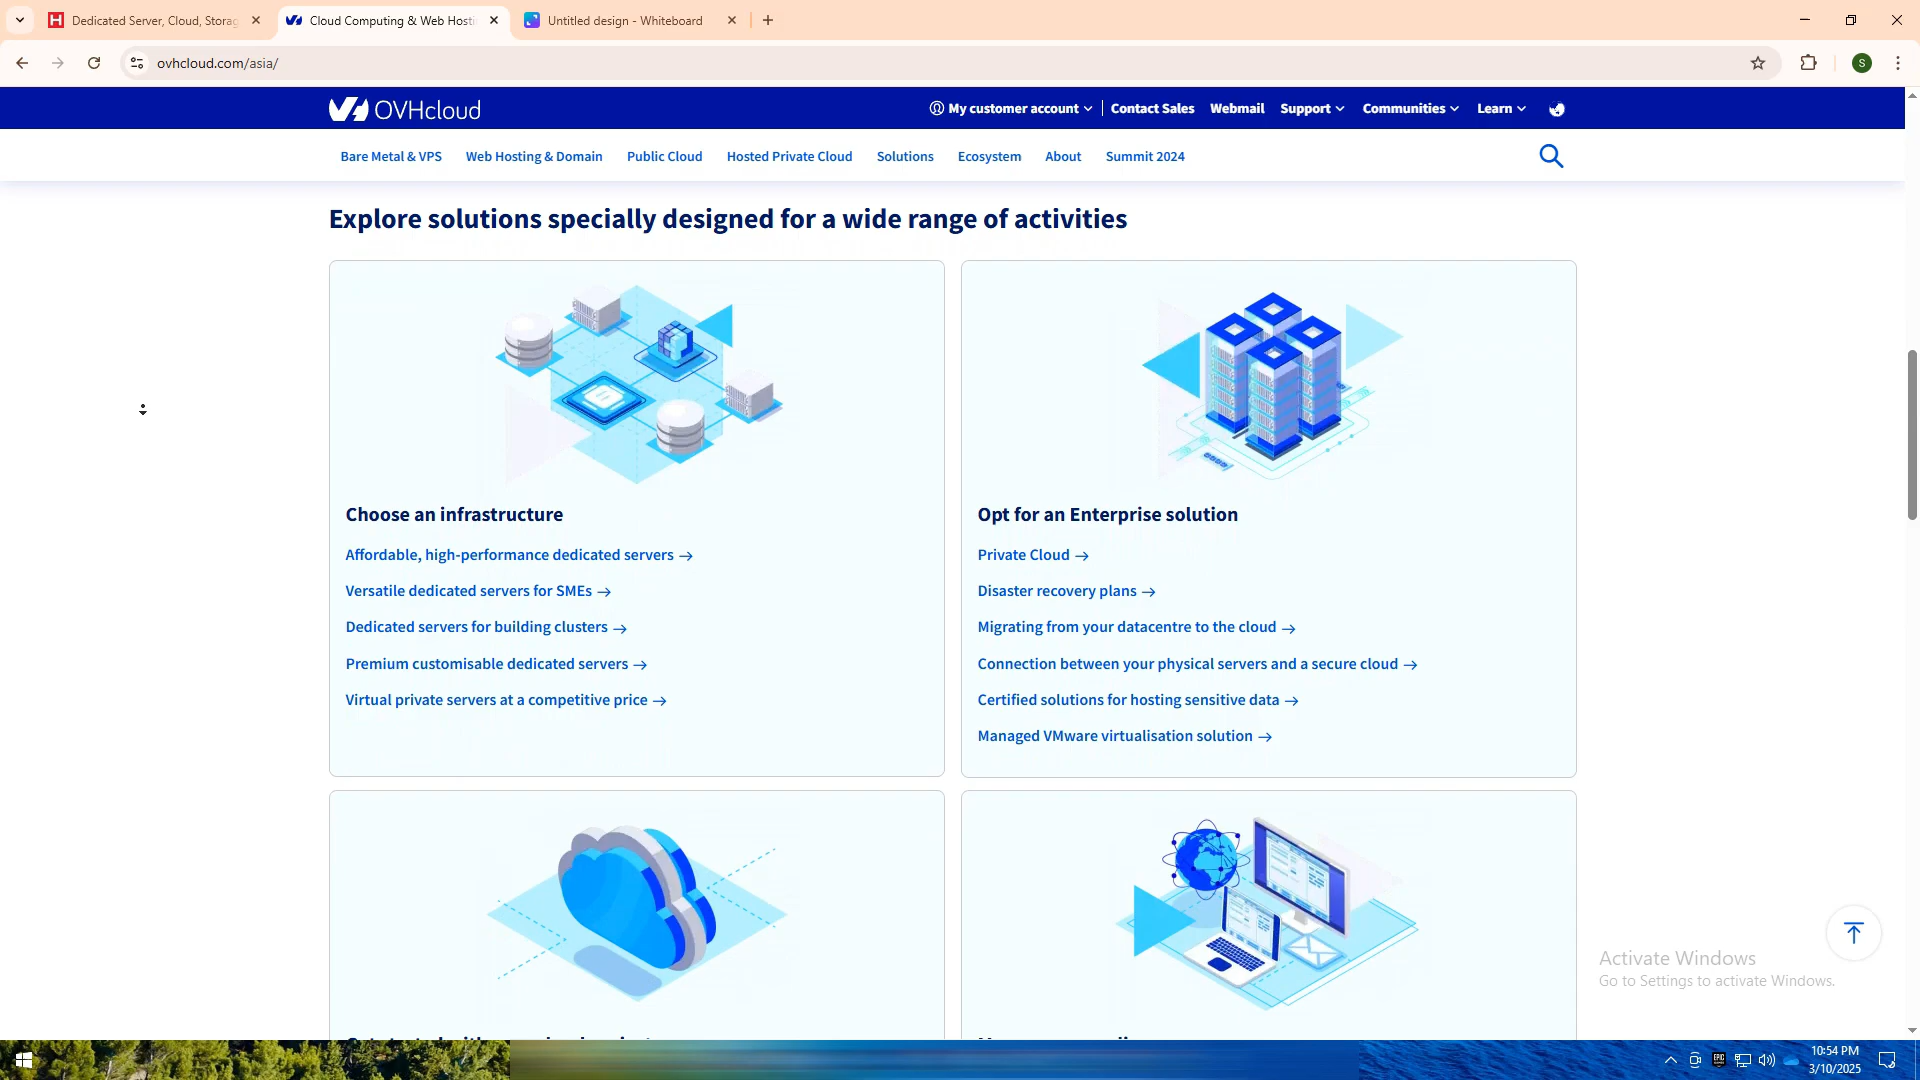 Dedicated Server, Cloud, Storag
Cloud Computing & Web Hosti
Untitled design - Whiteboard
ovhcloud.com/asia/
S
OVHcloud
My customer account
Contact Sales
Webmail
Support
Communities
Learn
Bare Metal & VPS
Web Hosting & Domain
Public Cloud
Hosted Private Cloud
Solutions
Ecosystem
About
Summit 2024
Explore solutions specially designed for a wide range of activities
Choose an infrastructure
Affordable, high-performance dedicated servers →
Versatile dedicated servers for SMEs →
Dedicated servers for building clusters →
Premium customisable dedicated servers →
Virtual private servers at a competitive price →
Opt for an Enterprise solution
Private Cloud →
Disaster recovery plans →
Migrating from your datacentre to the cloud →
Connection between your physical servers and a secure cloud →
Certified solutions for hosting sensitive data →
Managed VMware virtualisation solution →
Activate Windows
Go to Settings to activate Windows.
EPIC
10:54 PM
3/10/2025